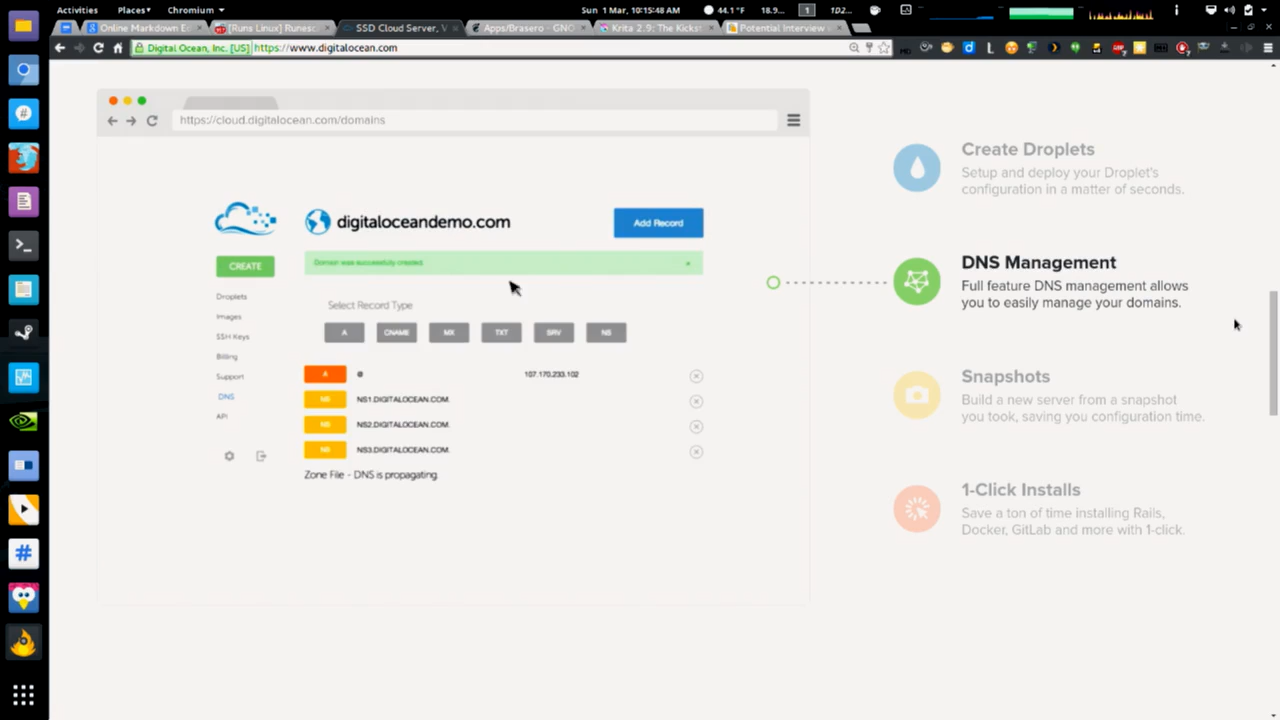 Activities Places Chromium Sun 1 Mar, 10:15:48 AM 44.1 °F 18.9... 1 1D2...
Online Markdown Ed [Runs Linux] Runesc SSD Cloud Server, V Apps/Brasero - GNO Krita 2.9: The Kicks Potential Interview
Digital Ocean, Inc. [US] https://www.digitalocean.com
https://cloud.digitalocean.com/domains
digitaloceandemo.com
Add Record
CREATE
Domain was successfully created.
Droplets
Images
SSH Keys
Billing
Support
DNS
API
Select Record Type
A CNAME MX TXT SRV NS
A @ 107.170.233.102
NS NS1.DIGITALOCEAN.COM.
NS NS2.DIGITALOCEAN.COM.
NS NS3.DIGITALOCEAN.COM.
Zone File - DNS is propagating.
Create Droplets
Setup and deploy your Droplet's
configuration in a matter of seconds.
DNS Management
Full feature DNS management allows
you to easily manage your domains.
Snapshots
Build a new server from a snapshot
you took, saving you configuration time.
1-Click Installs
Save a ton of time installing Rails,
Docker, GitLab and more with 1-click.